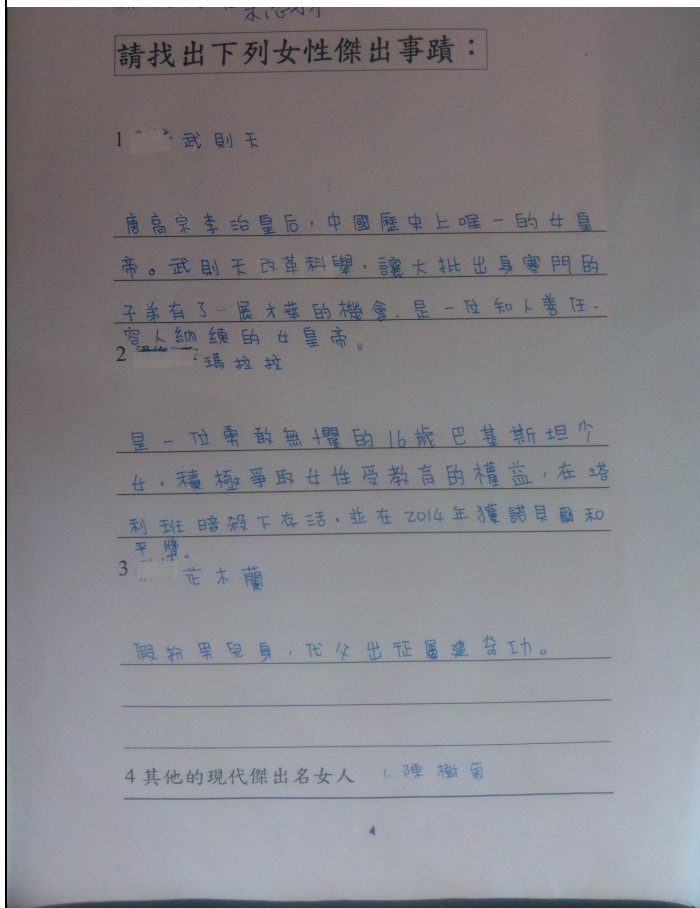 請找出下列女性傑出事蹟：
1 武則天
唐高宗李治皇后，中國歷史上唯一的女皇
帝。武則天改革科舉，讓大批出身寒門的
子弟有了一展才華的機會，是一位知人善任、
容人納練的女皇帝。
2 瑪拉拉
是一位勇敢無懼的16歲巴基斯坦少
女，積極爭取女性受教育的權益，在塔
利班暗殺下存活，並在2014年獲諾貝爾和
平獎。
3 花木蘭
假扮男兒身，代父出征屢建奇功。
4 其他的現代傑出名女人 1. 陳樹菊
4